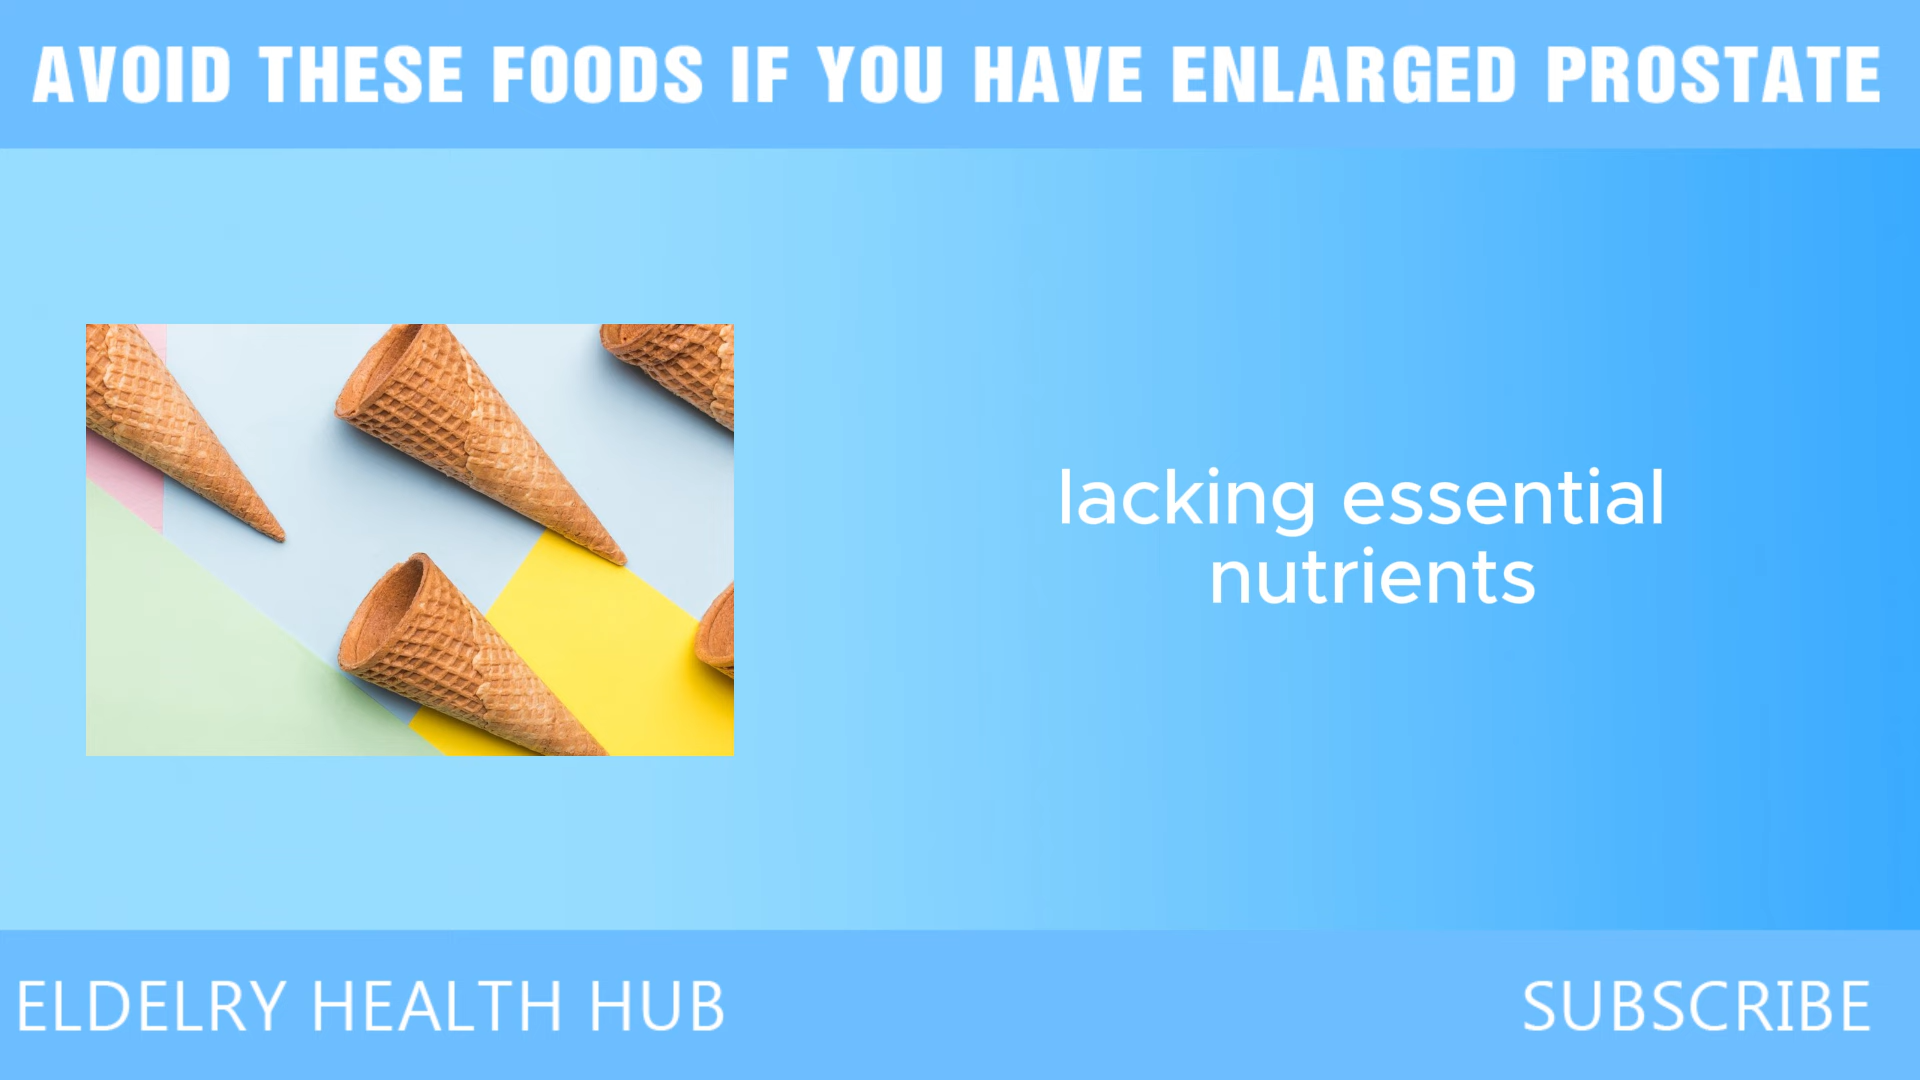 AVOID THESE FOODS IF YOU HAVE ENLARGED PROSTATE
lacking essential
nutrients
ELDELRY HEALTH HUB
SUBSCRIBE